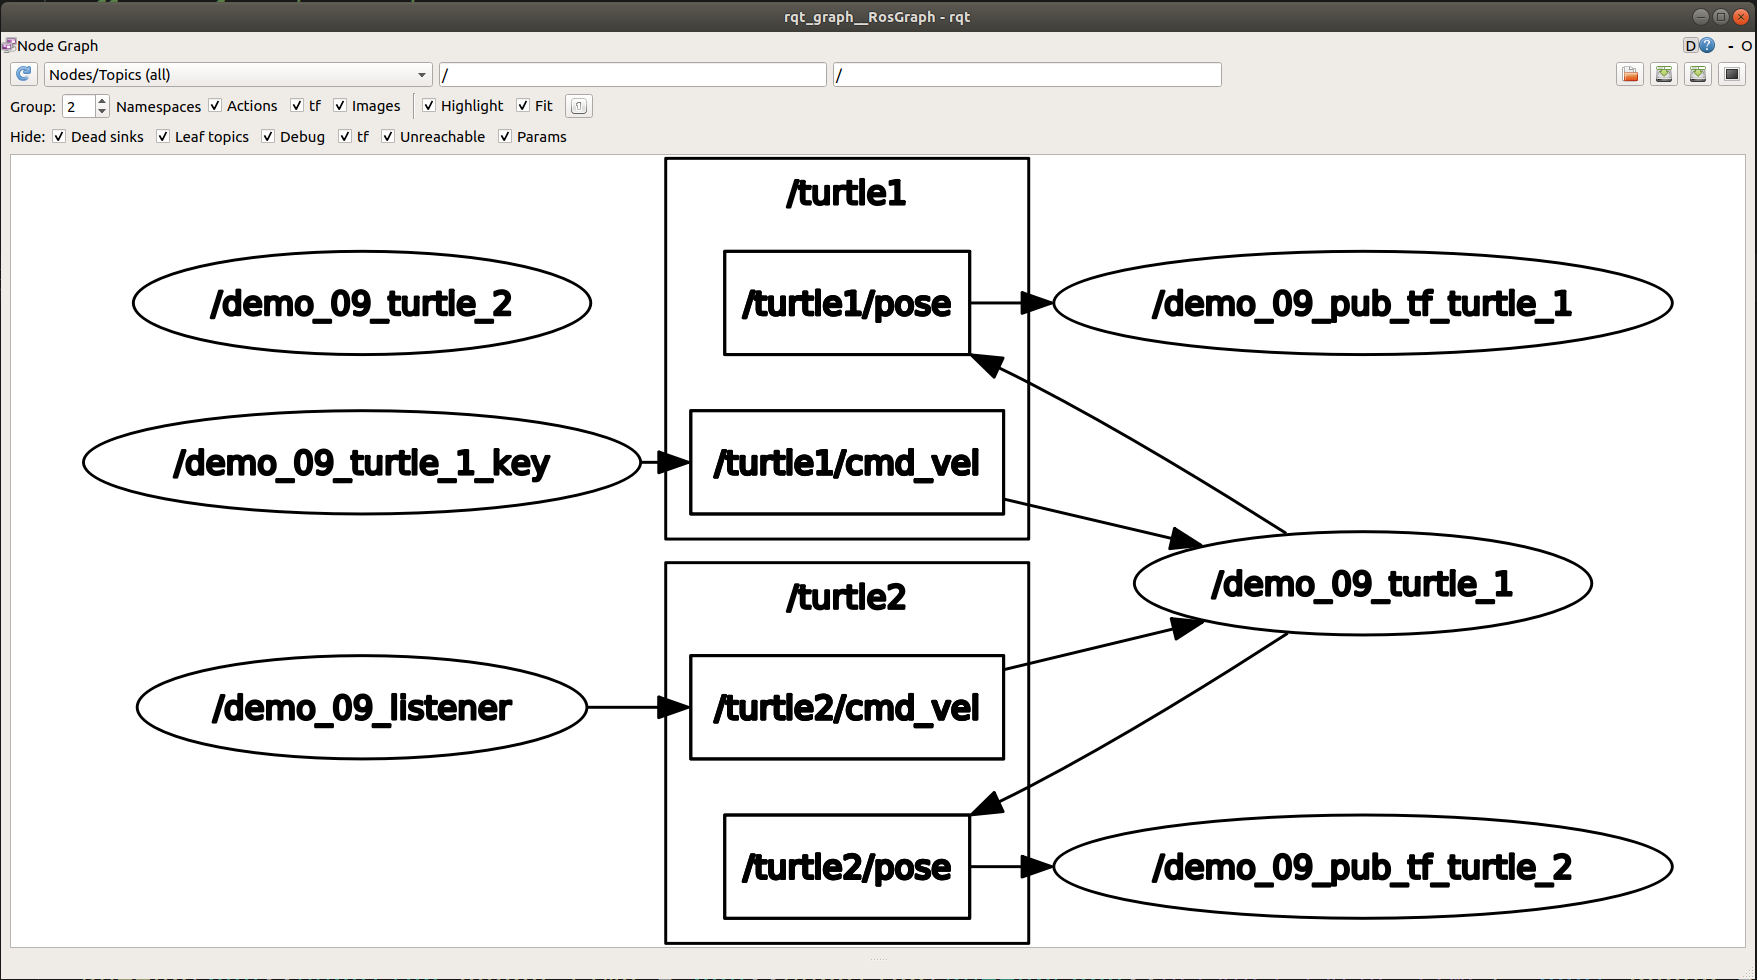 rqt_graph__RosGraph - rqt
Node Graph
D ? - O
Nodes/Topics (all) / /
Group: 2 Namespaces Actions tf Images Highlight Fit
Hide: Dead sinks Leaf topics Debug tf Unreachable Params
/turtle1
/demo_09_turtle_2 /turtle1/pose /demo_09_pub_tf_turtle_1
/demo_09_turtle_1_key /turtle1/cmd_vel
/demo_09_turtle_1
/turtle2
/demo_09_listener /turtle2/cmd_vel
/turtle2/pose /demo_09_pub_tf_turtle_2